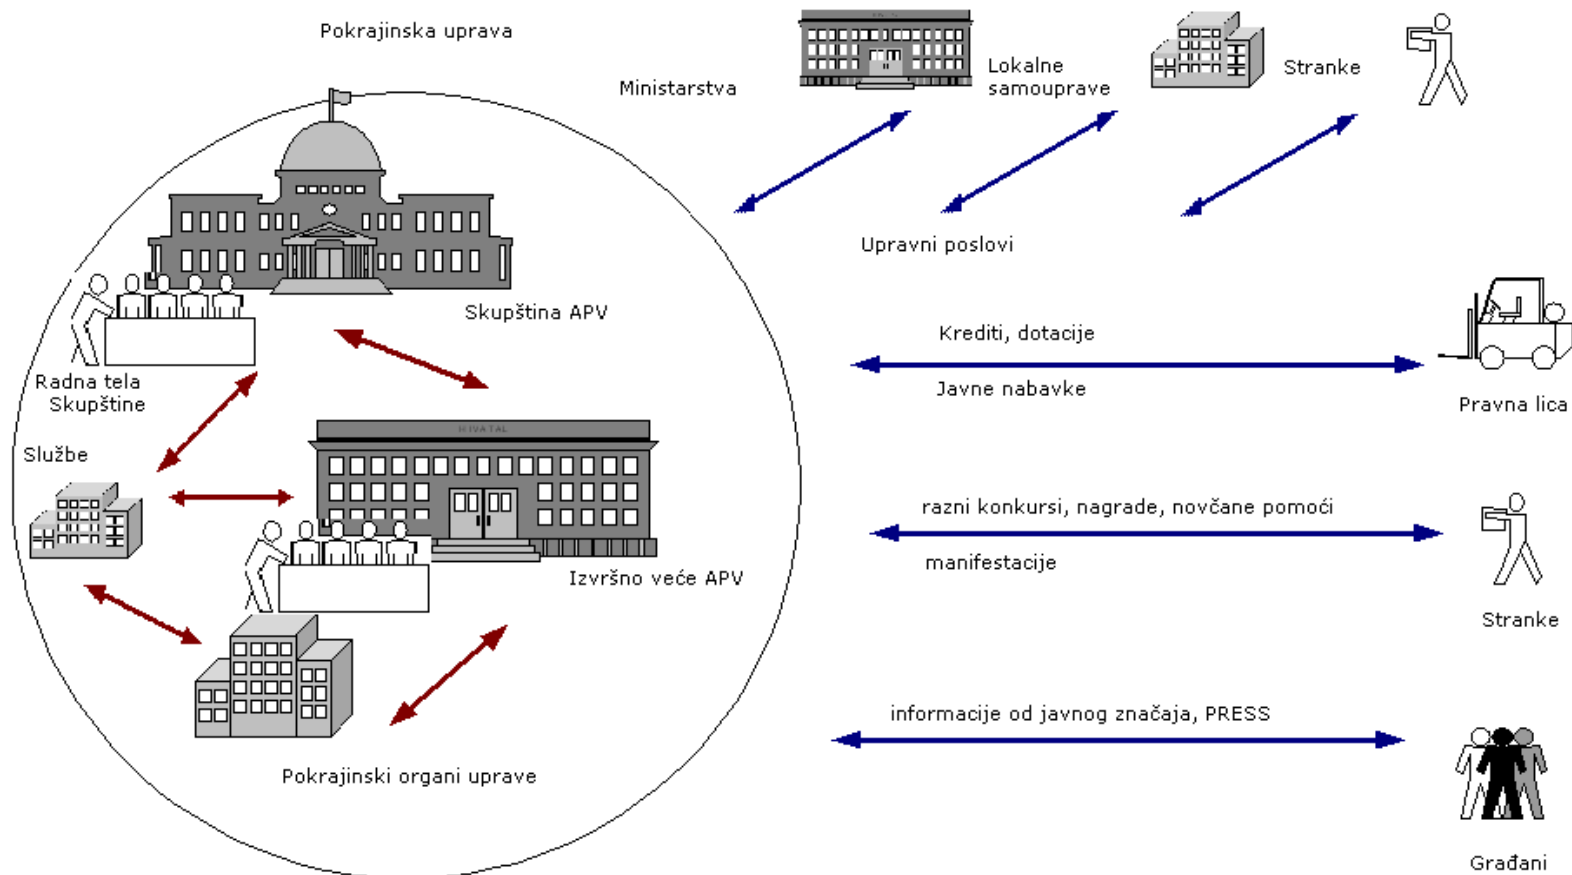 Pokrajinska uprava
Ministarstva
Lokalne
samouprave
Stranke
Upravni poslovi
Skupština APV
Radna tela
Skupštine
Krediti, dotacije
Javne nabavke
Pravna lica
Službe
HIVATAL
Izvršno veće APV
razni konkursi, nagrade, novčane pomoći
manifestacije
Stranke
Pokrajinski organi uprave
informacije od javnog značaja, PRESS
Građani